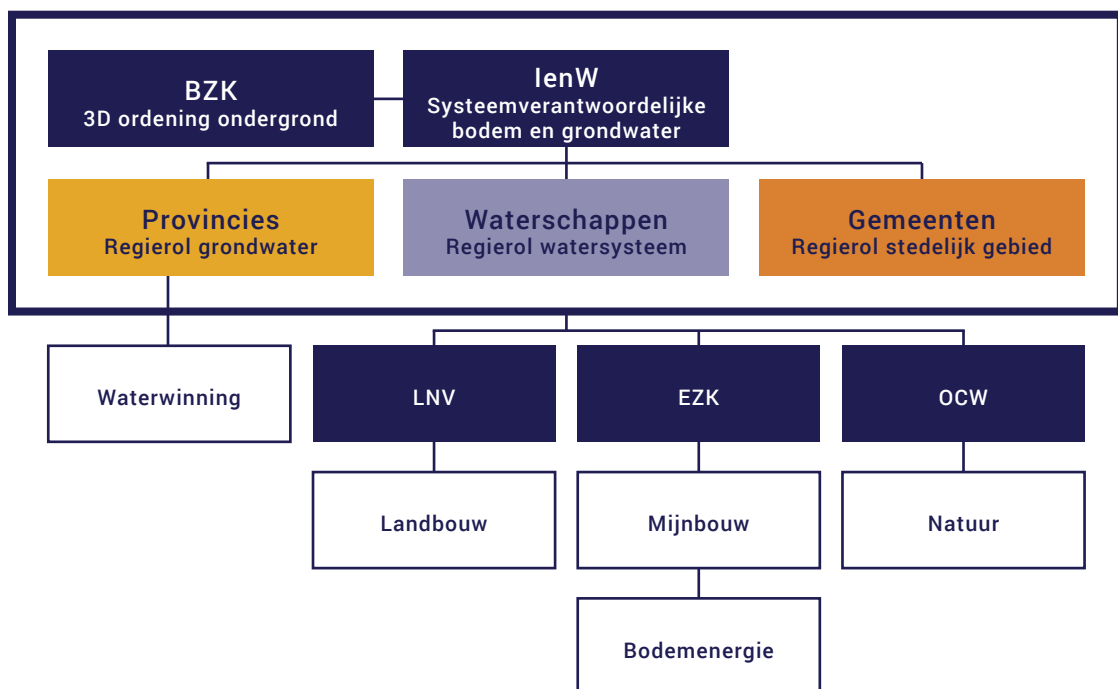 BZK
3D ordening ondergrond
IenW
Systeemverantwoordelijke
bodem en grondwater
Provincies
Regierol grondwater
Waterschappen
Regierol watersysteem
Gemeenten
Regierol stedelijk gebied
Waterwinning
LNV
EZK
OCW
Landbouw
Mijnbouw
Natuur
Bodemenergie